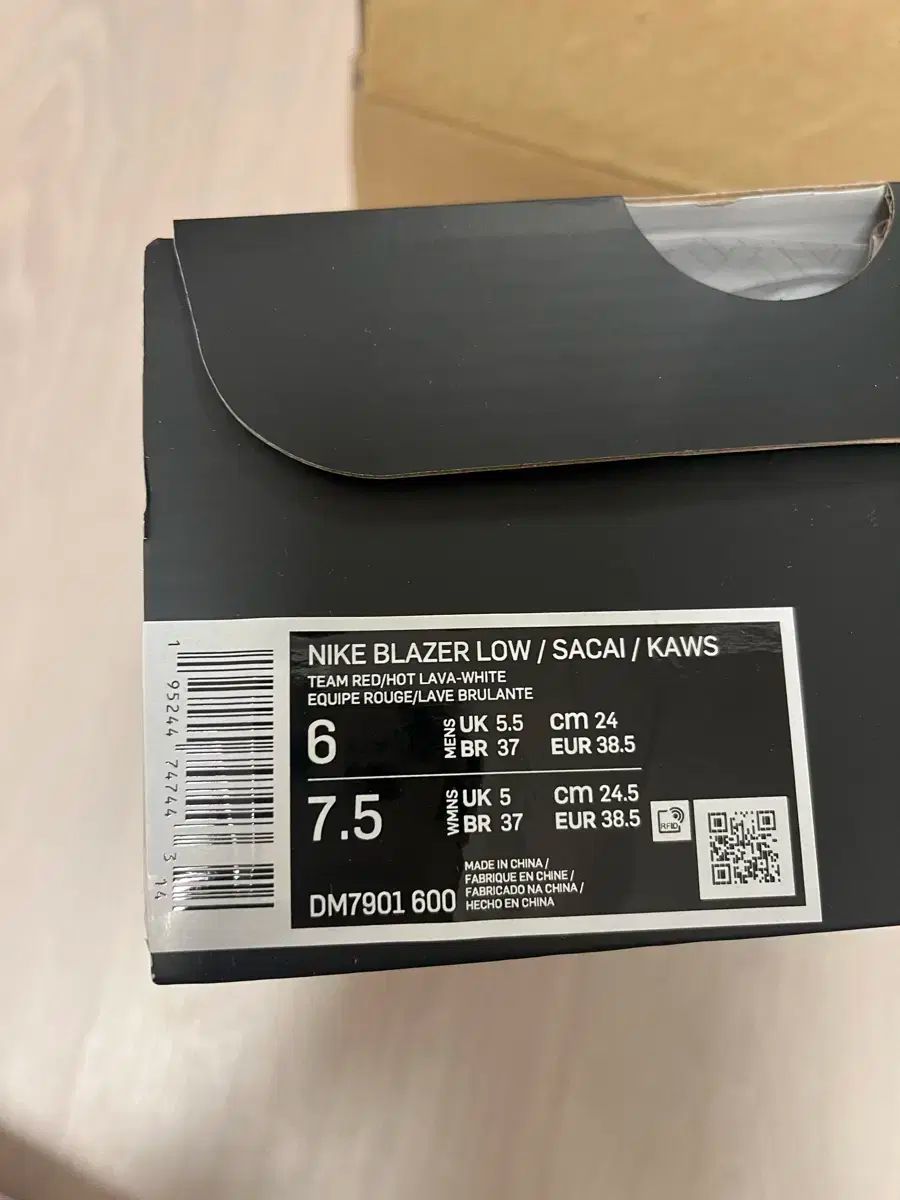 NIKE BLAZER LOW / SACAI / KAWS
TEAM RED/HOT LAVA-WHITE
EQUIPE ROUGE/LAVE BRULANTE
6 MENS UK 5.5 cm 24
BR 37 EUR 38.5
7.5 WMNS UK 5 cm 24.5
BR 37 EUR 38.5
RFID
DM7901 600
MADE IN CHINA /
FABRIQUE EN CHINE /
FABRICADO NA CHINA /
HECHO EN CHINA
1 95244 74744 3 14